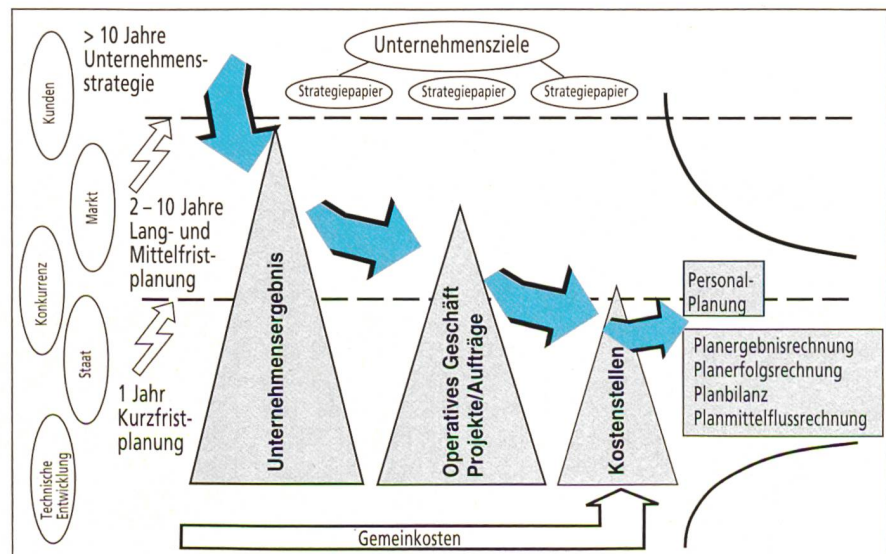 > 10 Jahre
Unternehmens-
strategie
Unternehmensziele
Strategiepapier
Strategiepapier
Strategiepapier
Kunden
Markt
Konkurrenz
Staat
Technische
Entwicklung
2 – 10 Jahre
Lang- und
Mittelfrist-
planung
1 Jahr
Kurzfrist-
planung
Unternehmensergebnis
Operatives Geschäft
Projekte/Aufträge
Kostenstellen
Personal-
Planung
Planergebnisrechnung
Planerfolgsrechnung
Planbilanz
Planmittelflussrechnung
Gemeinkosten